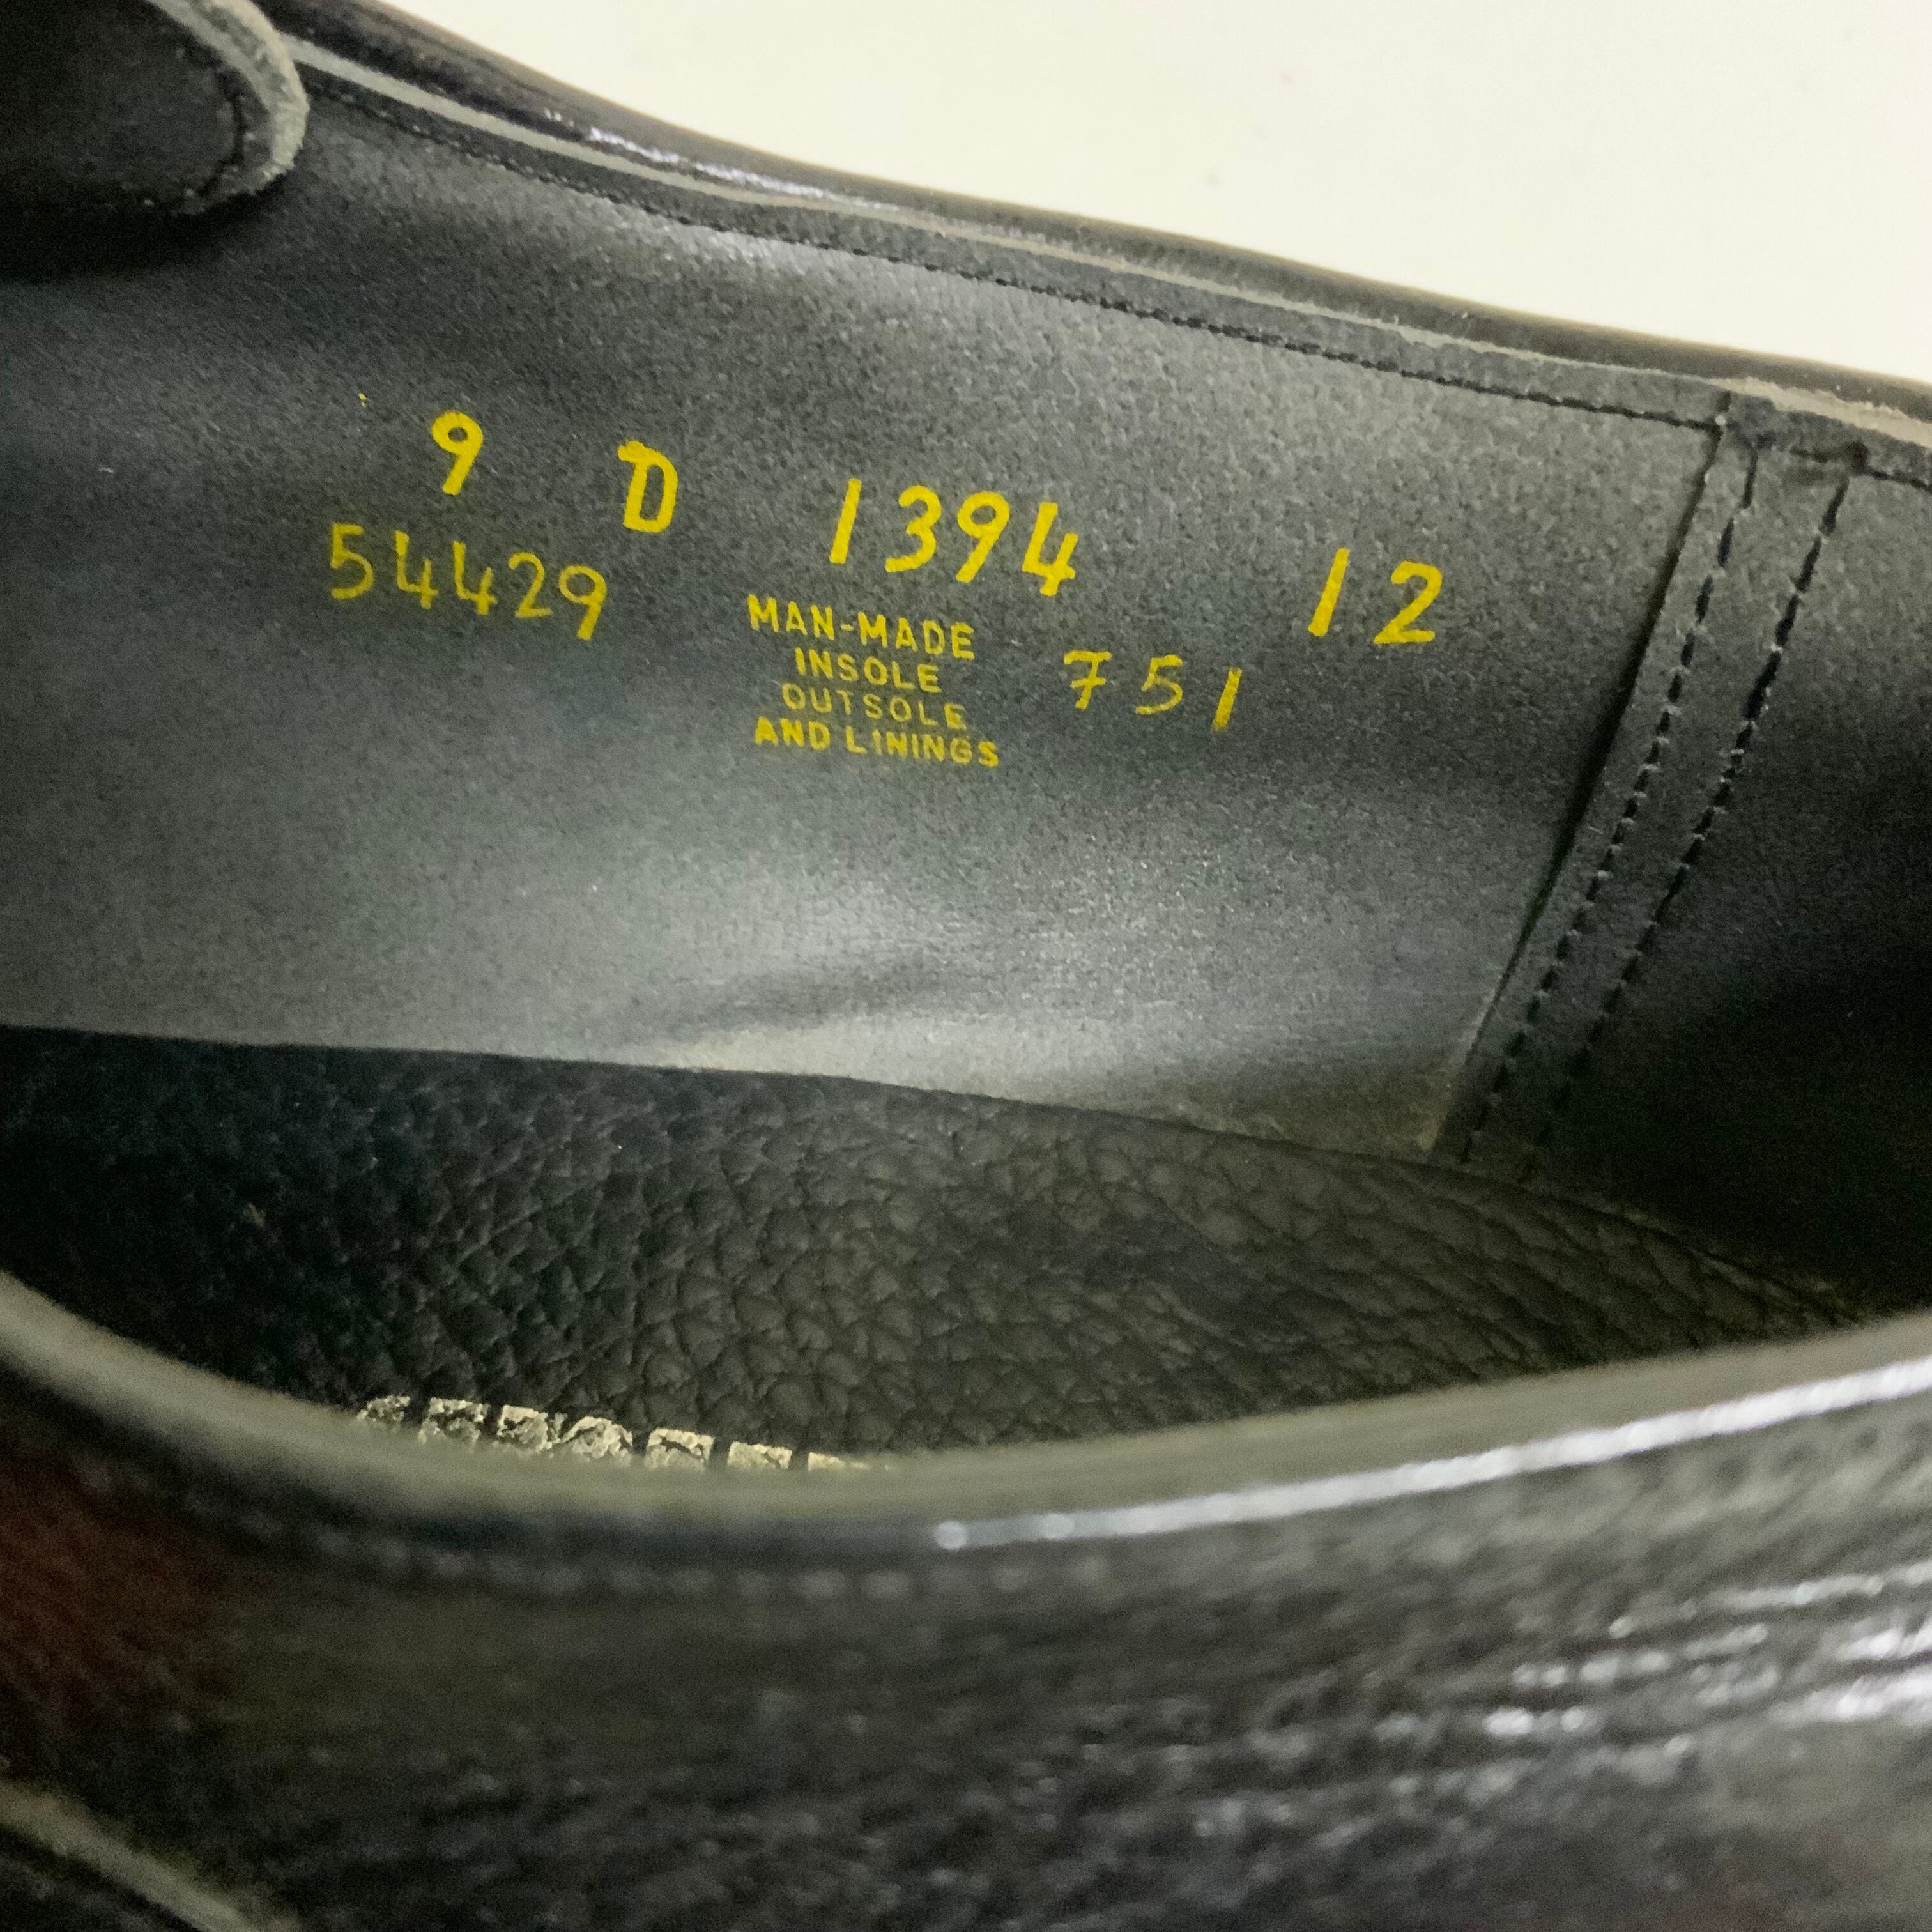 9 D 1394 12
54429
MAN-MADE
INSOLE
OUTSOLE
AND LININGS
751